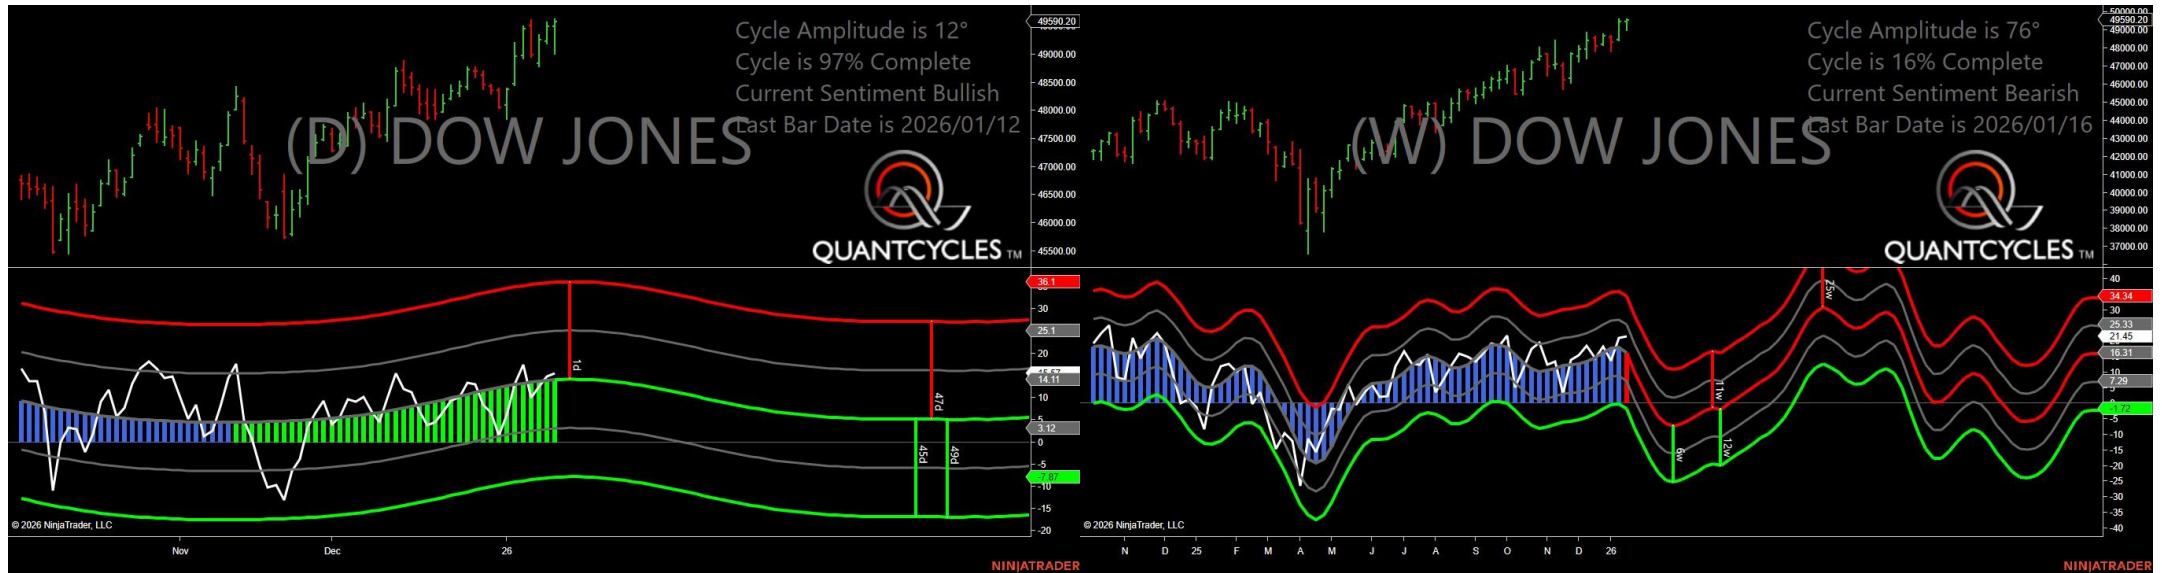 Cycle Amplitude is 12°
Cycle is 97% Complete
Current Sentiment Bullish
Last Bar Date is 2026/01/12
(D) DOW JONES
QUANTCYCLES TM
49590.20
49000.00
48500.00
48000.00
47500.00
47000.00
46500.00
46000.00
45500.00
36.1
30
25.1
20
14.11
10
5
3.12
0
-5
-7.87
-10
-15
-20
1d
47d
45d
49d
© 2026 NinjaTrader, LLC
Nov
Dec
26
NINJATRADER
Cycle Amplitude is 76°
Cycle is 16% Complete
Current Sentiment Bearish
Last Bar Date is 2026/01/16
(W) DOW JONES
QUANTCYCLES TM
50000.00
49590.20
49000.00
48000.00
47000.00
46000.00
45000.00
44000.00
43000.00
42000.00
41000.00
40000.00
39000.00
38000.00
37000.00
40
34.34
30
25.33
21.45
16.31
10
7.29
-1.72
-5
-10
-15
-20
-25
-30
-35
-40
25w
11w
6w
12w
© 2026 NinjaTrader, LLC
N
D
25
F
M
A
M
J
J
A
S
O
N
D
26
NINJATRADER